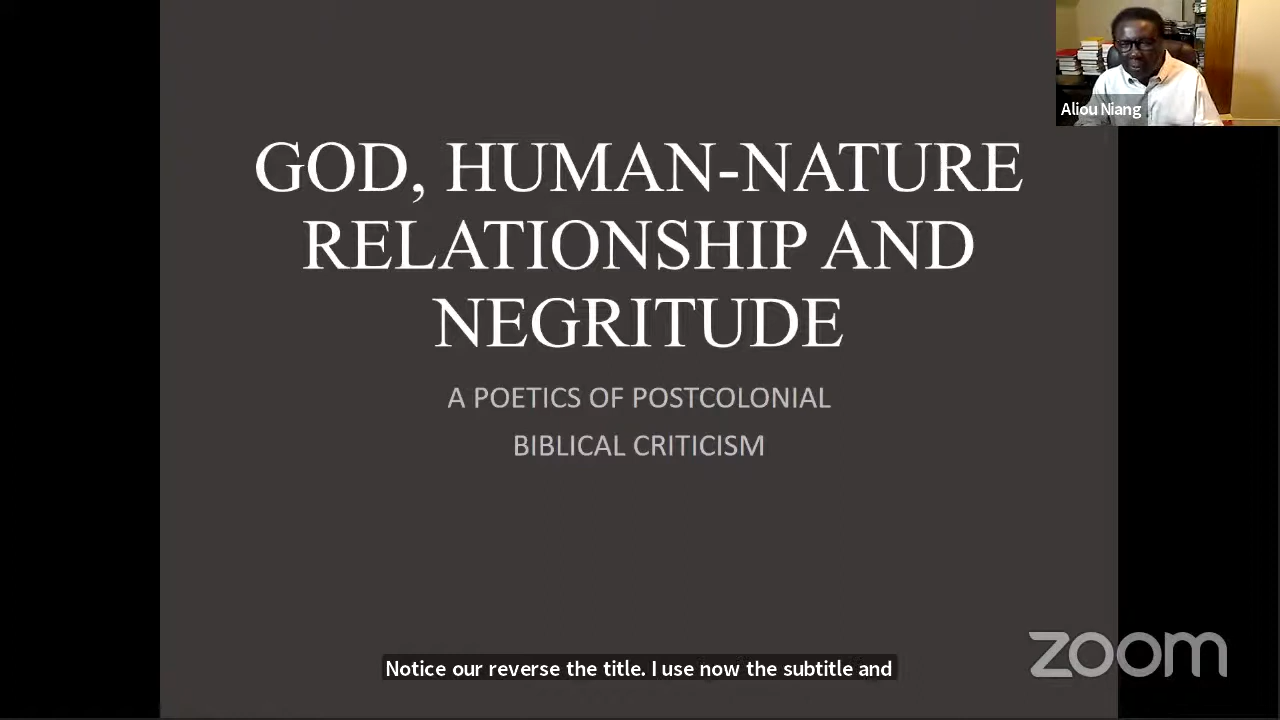 Aliou Niang
GOD, HUMAN-NATURE
RELATIONSHIP AND
NEGRITUDE
A POETICS OF POSTCOLONIAL
BIBLICAL CRITICISM
zoom
Notice our reverse the title. I use now the subtitle and